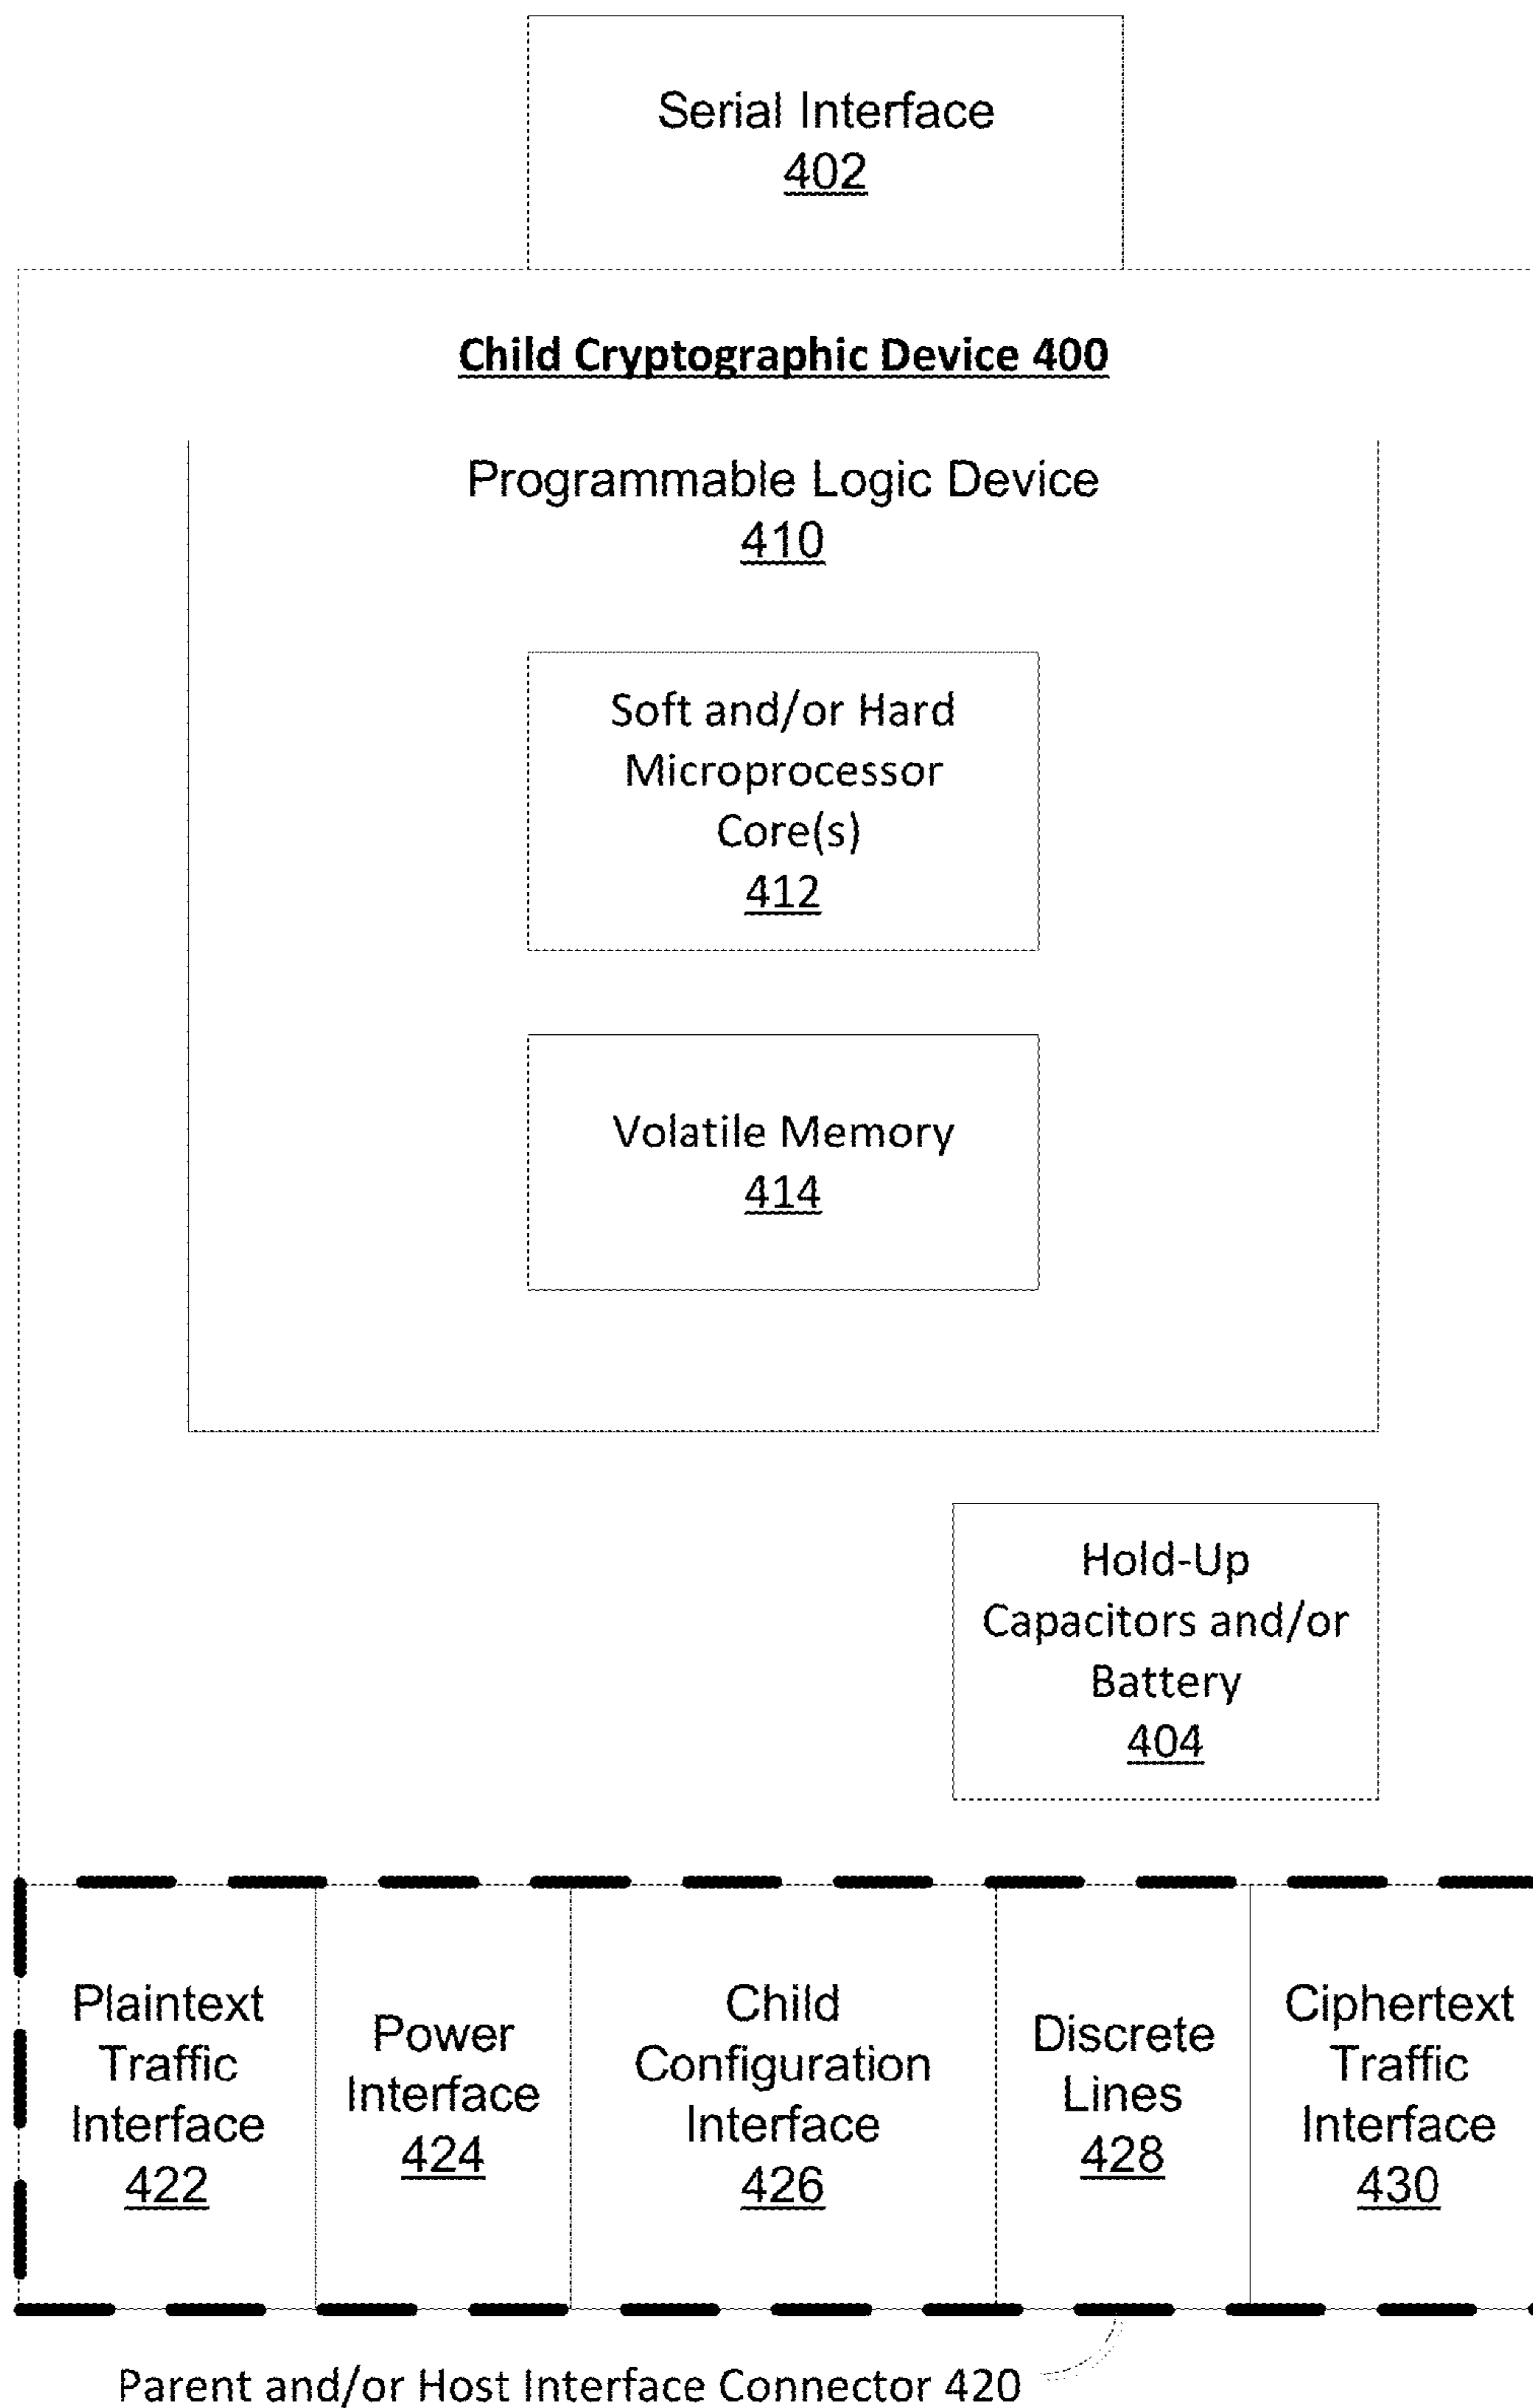 Serial Interface
402
Child Cryptographic Device 400
Programmable Logic Device
410
Soft and/or Hard
Microprocessor
Core(s)
412
Volatile Memory
414
Hold-Up
Capacitors and/or
Battery
404
Plaintext
Traffic
Interface
422
Power
Interface
424
Child
Configuration
Interface
426
Discrete
Lines
428
Ciphertext
Traffic
Interface
430
Parent and/or Host Interface Connector 420